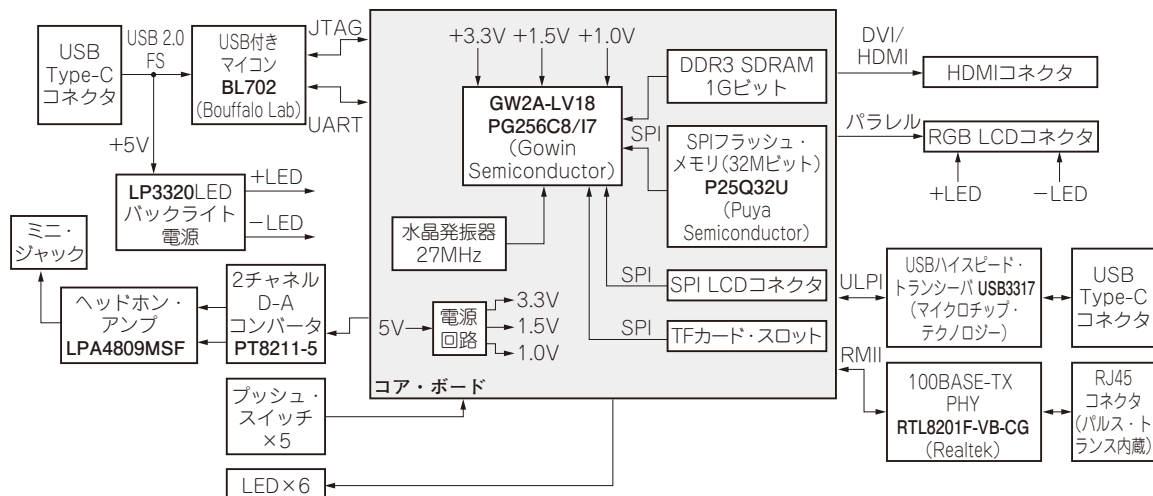 USB
Type-C
コネクタ
USB 2.0
FS
USB付き
マイコン
BL702
(Bouffalo Lab)
JTAG
UART
+5V
LP3320LED
バックライト
電源
+LED
−LED
ミニ・
ジャック
ヘッドホン・
アンプ
LPA4809MSF
2チャネル
D-A
コンバータ
PT8211-5
プッシュ・
スイッチ
×5
LED×6
+3.3V
+1.5V
+1.0V
GW2A-LV18
PG256C8/I7
(Gowin
Semiconductor)
DDR3 SDRAM
1Gビット
SPI
SPIフラッシュ・
メモリ(32Mビット)
P25Q32U
(Puya
Semiconductor)
水晶発振器
27MHz
SPI
SPI LCDコネクタ
SPI
TFカード・スロット
5V
電源
回路
3.3V
1.5V
1.0V
コア・ボード
DVI/
HDMI
HDMIコネクタ
パラレル
RGB LCDコネクタ
+LED
−LED
ULPI
USBハイスピード・
トランシーバ USB3317
(マイクロチップ・
テクノロジー)
USB
Type-C
コネクタ
RMII
100BASE-TX
PHY
RTL8201F-VB-CG
(Realtek)
RJ45
コネクタ
(パルス・ト
ランス内蔵)